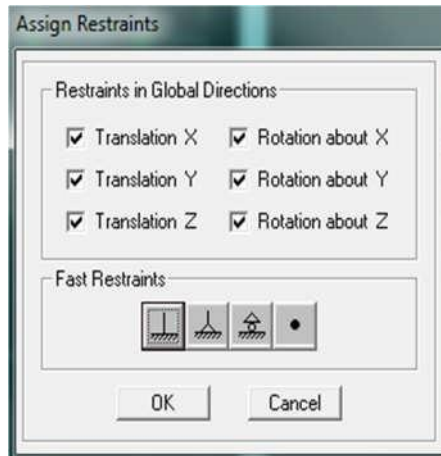 Assign Restraints
Restraints in Global Directions
Translation X Rotation about X
Translation Y Rotation about Y
Translation Z Rotation about Z
Fast Restraints
OK Cancel